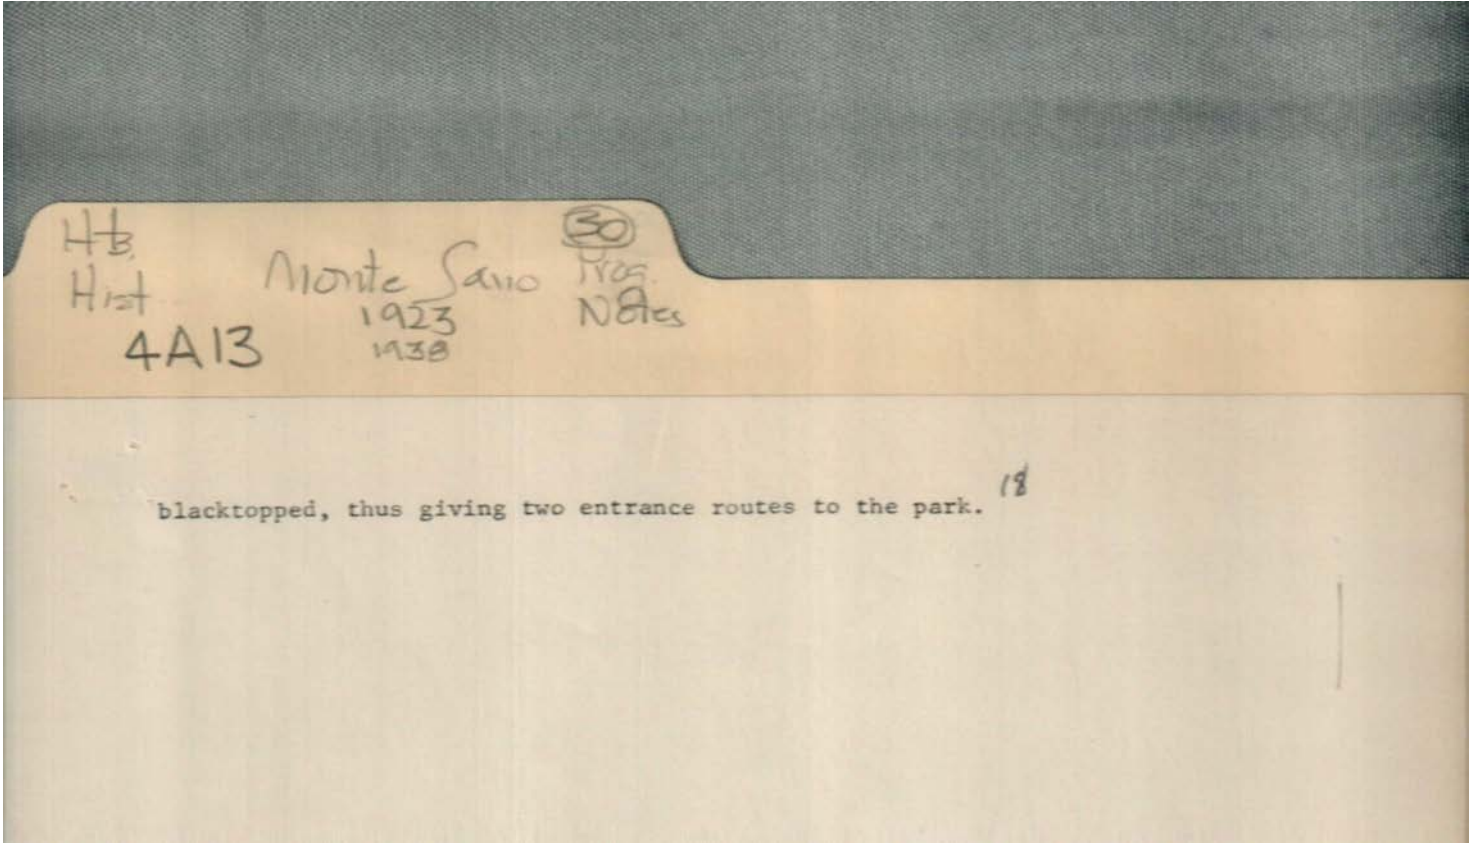 Htb, 30
Hist Monte Sano Prog.
1923 Notes
4A13 1938
18
blacktopped, thus giving two entrance routes to the park.